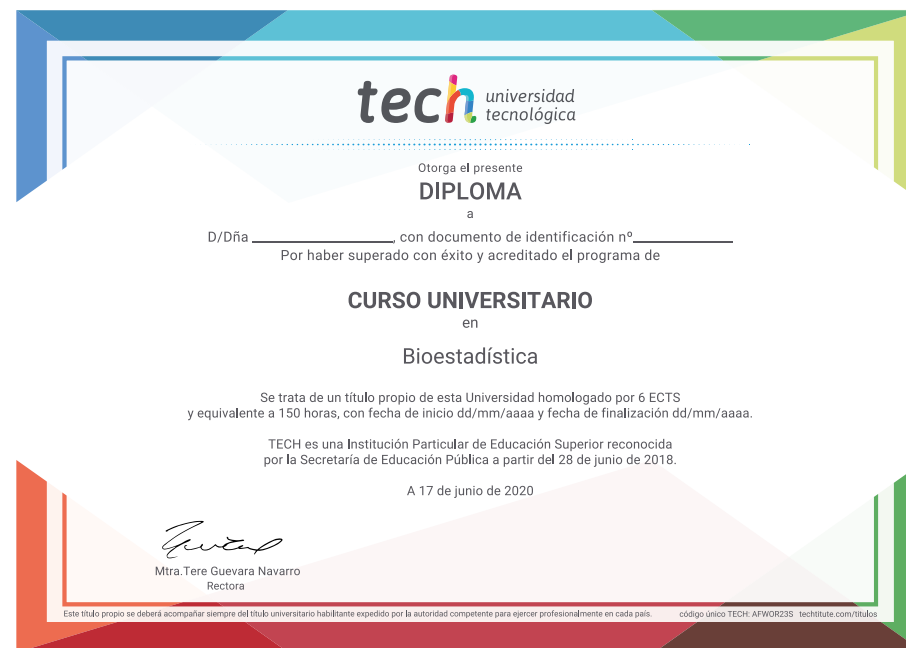 tech universidad
tecnológica
Otorga el presente
DIPLOMA
a
D/Dña ____________________, con documento de identificación nº______________
Por haber superado con éxito y acreditado el programa de
CURSO UNIVERSITARIO
en
Bioestadística
Se trata de un título propio de esta Universidad homologado por 6 ECTS
y equivalente a 150 horas, con fecha de inicio dd/mm/aaaa y fecha de finalización dd/mm/aaaa.
TECH es una Institución Particular de Educación Superior reconocida
por la Secretaría de Educación Pública a partir del 28 de junio de 2018.
A 17 de junio de 2020
Mtra.Tere Guevara Navarro
Rectora
Este título propio se deberá acompañar siempre del título universitario habilitante expedido por la autoridad competente para ejercer profesionalmente en cada país. código único TECH: AFWOR23S techtitute.com/titulos